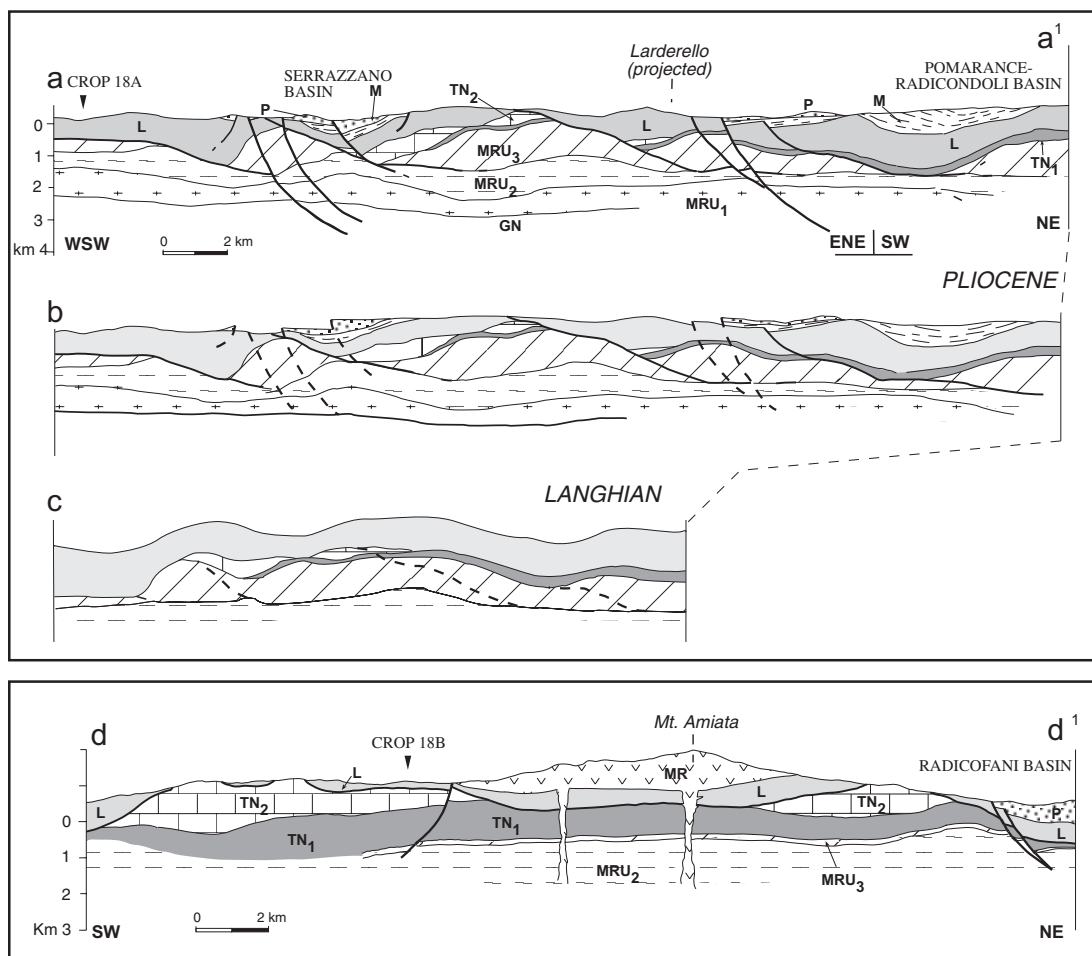 a
a1
CROP 18A
SERRAZZANO
BASIN
M
P
TN2
Larderello
(projected)
P
M
POMARANCE-
RADICONDOLI BASIN
L
L
L
MRU3
MRU2
MRU1
GN
TN1
0
1
2
3
km 4
WSW
0 2 km
ENE | SW
NE
PLIOCENE
b
LANGHIAN
c
d
d1
CROP 18B
Mt. Amiata
RADICOFANI BASIN
L
L
TN2
MR
L
TN2
P
L
TN1
TN1
MRU2
MRU3
0
1
2
Km 3
SW
0 2 km
NE